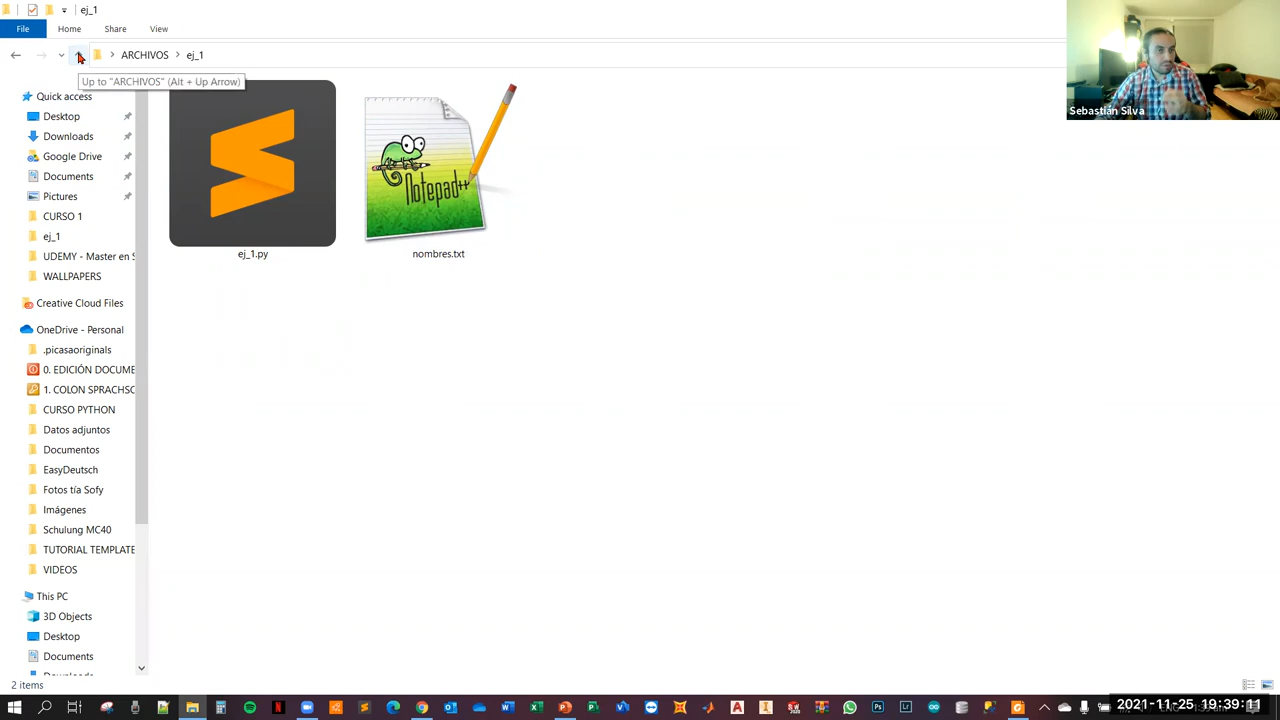 ej_1
File Home Share View
ARCHIVOS ej_1
Up to "ARCHIVOS" (Alt + Up Arrow)
Sebastián Silva
Quick access
Desktop
Downloads
Google Drive
Documents
Pictures
CURSO 1
ej_1
UDEMY - Master en S
WALLPAPERS
Creative Cloud Files
OneDrive - Personal
.picasaoriginals
0. EDICIÓN DOCUME
1. COLON SPRACHSC
CURSO PYTHON
Datos adjuntos
Documentos
EasyDeutsch
Fotos tía Sofy
Imágenes
Schulung MC40
TUTORIAL TEMPLATE
VIDEOS
This PC
3D Objects
Desktop
Documents
Notepad++
ej_1.py
nombres.txt
2 items
2021-11-25 19:39:11